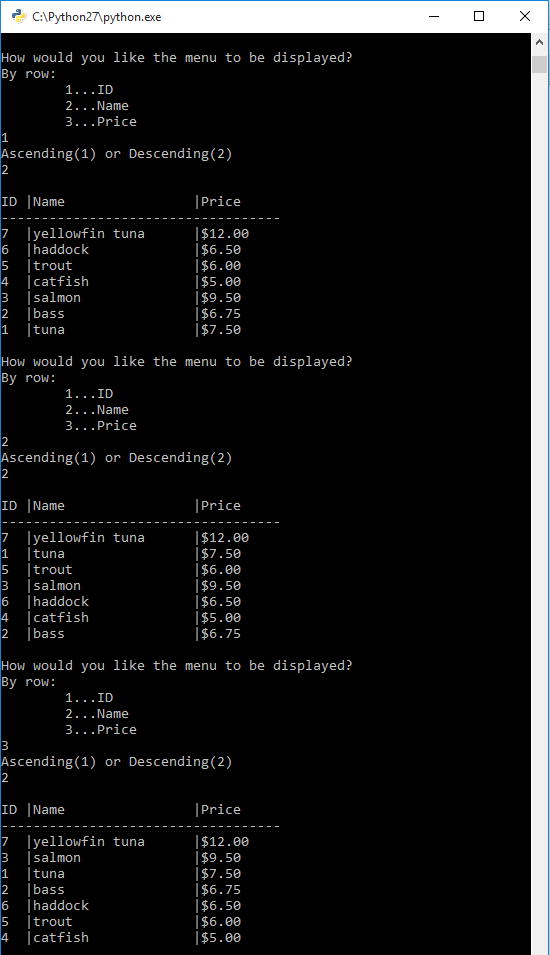 C:\Python27\python.exe
How would you like the menu to be displayed?
By row:
        1...ID
        2...Name
        3...Price
1
Ascending(1) or Descending(2)
2
ID |Name                |Price
-----------------------------------
7  |yellowfin tuna      |$12.00
6  |haddock             |$6.50
5  |trout               |$6.00
4  |catfish             |$5.00
3  |salmon              |$9.50
2  |bass                |$6.75
1  |tuna                |$7.50
How would you like the menu to be displayed?
By row:
        1...ID
        2...Name
        3...Price
2
Ascending(1) or Descending(2)
2
ID |Name                |Price
-----------------------------------
7  |yellowfin tuna      |$12.00
1  |tuna                |$7.50
5  |trout               |$6.00
3  |salmon              |$9.50
6  |haddock             |$6.50
4  |catfish             |$5.00
2  |bass                |$6.75
How would you like the menu to be displayed?
By row:
        1...ID
        2...Name
        3...Price
3
Ascending(1) or Descending(2)
2
ID |Name                |Price
-----------------------------------
7  |yellowfin tuna      |$12.00
3  |salmon              |$9.50
1  |tuna                |$7.50
2  |bass                |$6.75
6  |haddock             |$6.50
5  |trout               |$6.00
4  |catfish             |$5.00